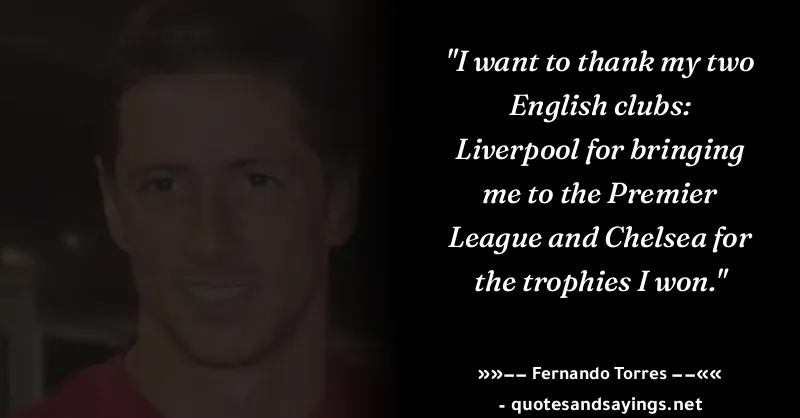 "I want to thank my two
English clubs:
Liverpool for bringing
me to the Premier
League and Chelsea for
the trophies I won."
»»−− Fernando Torres −−««
- quotesandsayings.net